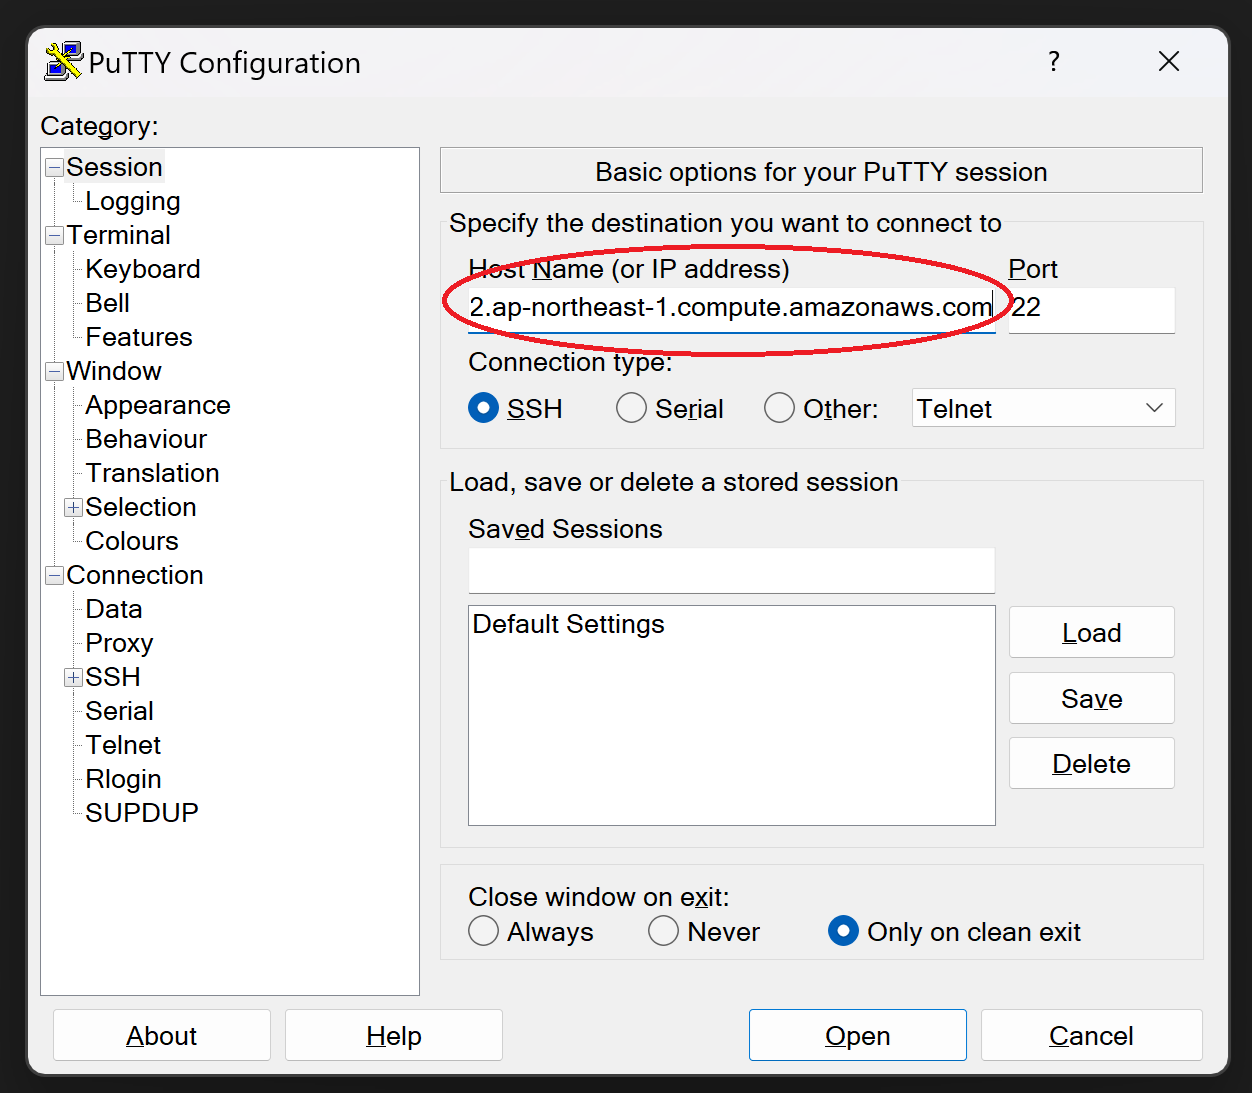 PuTTY Configuration
?
Category:
Session
Logging
Terminal
Keyboard
Bell
Features
Window
Appearance
Behaviour
Translation
Selection
Colours
Connection
Data
Proxy
SSH
Serial
Telnet
Rlogin
SUPDUP
Basic options for your PuTTY session
Specify the destination you want to connect to
Host Name (or IP address) Port
2.ap-northeast-1.compute.amazonaws.com 22
Connection type:
SSH Serial Other: Telnet
Load, save or delete a stored session
Saved Sessions
Default Settings
Load
Save
Delete
Close window on exit:
Always Never Only on clean exit
About Help Open Cancel